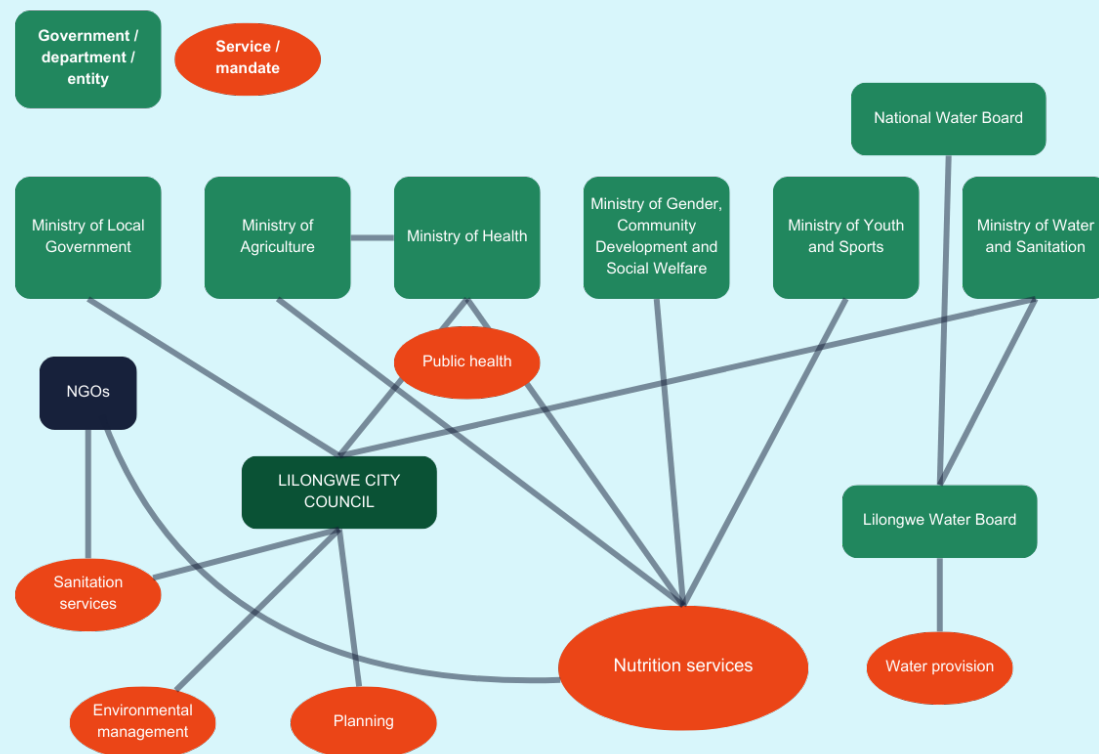 Government /
department /
entity
Service /
mandate
National Water Board
Ministry of Local
Government
Ministry of
Agriculture
Ministry of Health
Ministry of Gender,
Community
Development and
Social Welfare
Ministry of Youth
and Sports
Ministry of Water
and Sanitation
Public health
NGOs
LILONGWE CITY
COUNCIL
Lilongwe Water Board
Sanitation
services
Nutrition services
Water provision
Environmental
management
Planning